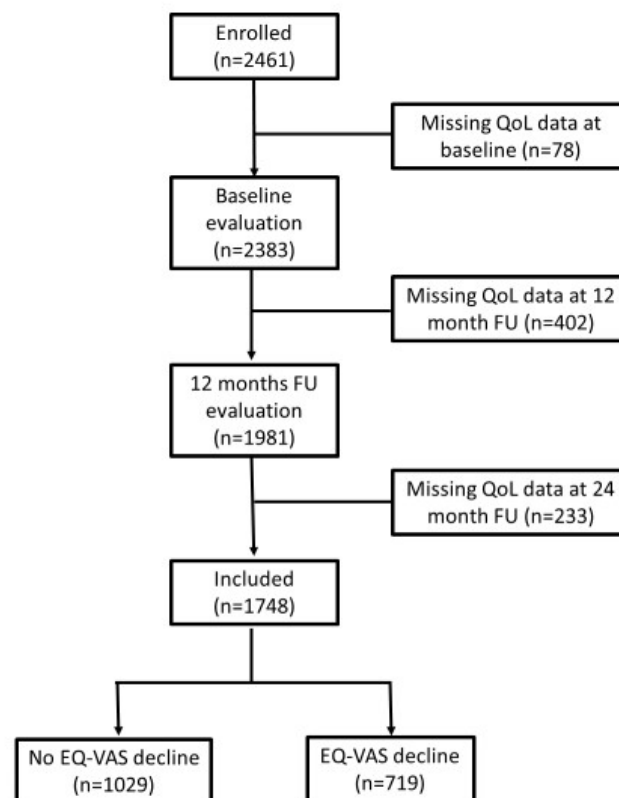 Enrolled
(n=2461)
Missing QoL data at
baseline (n=78)
Baseline
evaluation
(n=2383)
Missing QoL data at 12
month FU (n=402)
12 months FU
evaluation
(n=1981)
Missing QoL data at 24
month FU (n=233)
Included
(n=1748)
No EQ-VAS decline
(n=1029)
EQ-VAS decline
(n=719)